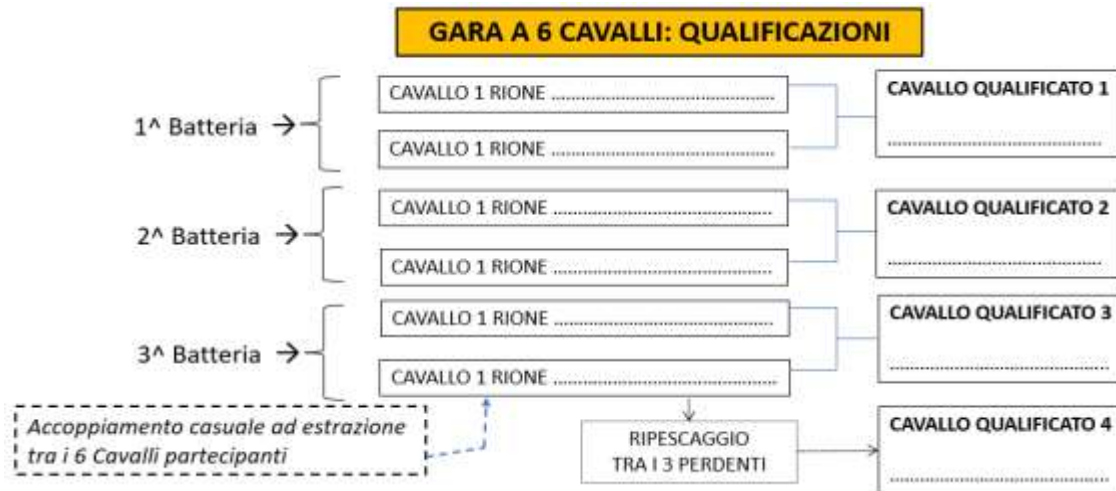 GARA A 6 CAVALLI: QUALIFICAZIONI
1^ Batteria →
CAVALLO 1 RIONE ........................................
CAVALLO 1 RIONE ........................................
CAVALLO QUALIFICATO 1
........................................
2^ Batteria →
CAVALLO 1 RIONE ........................................
CAVALLO 1 RIONE ........................................
CAVALLO QUALIFICATO 2
........................................
3^ Batteria →
CAVALLO 1 RIONE ........................................
CAVALLO 1 RIONE ........................................
CAVALLO QUALIFICATO 3
........................................
Accoppiamento casuale ad estrazione
tra i 6 Cavalli partecipanti
RIPESCAGGIO
TRA I 3 PERDENTI
CAVALLO QUALIFICATO 4
........................................